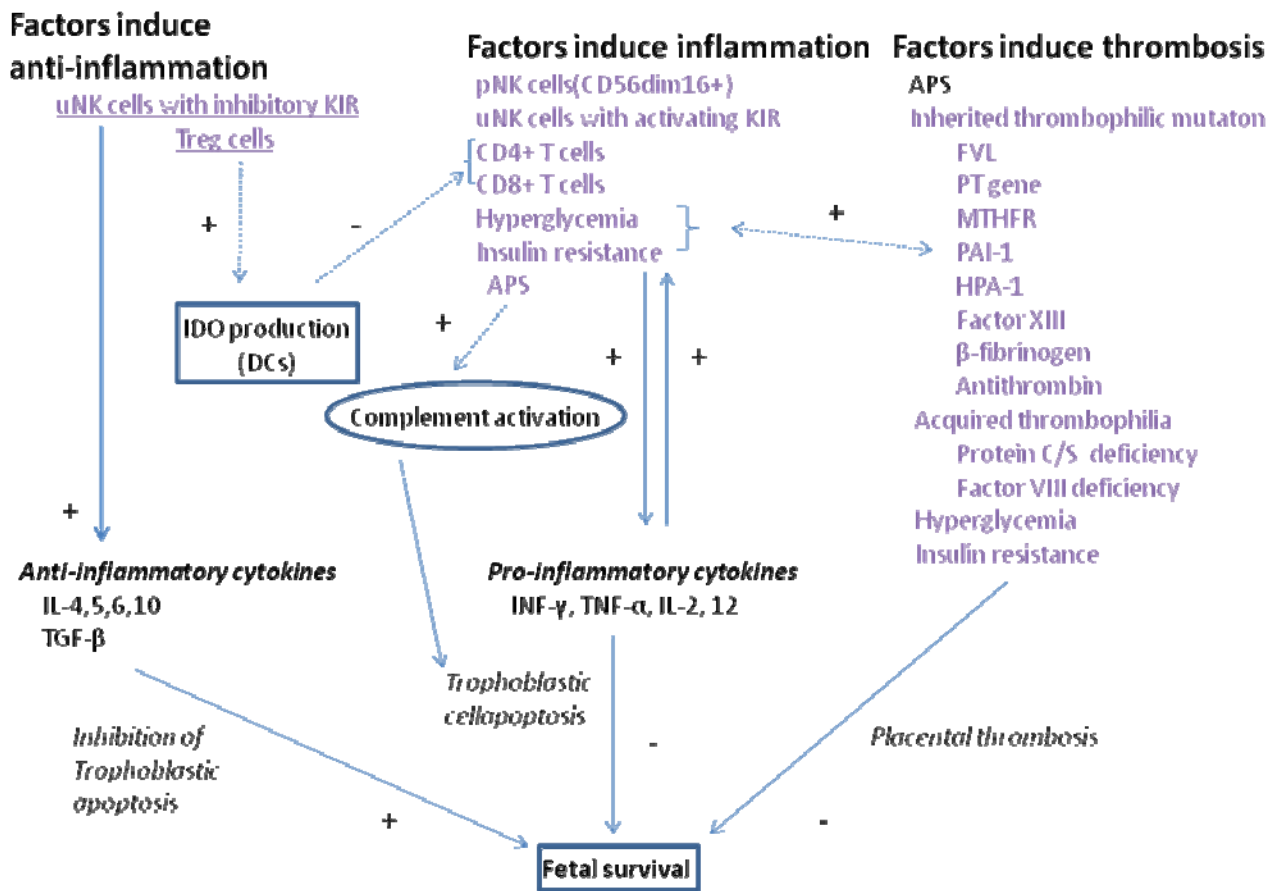 Factors induce
anti-inflammation
uNK cells with inhibitory KIR
Treg cells
+
-
IDO production
(DCs)
+
Anti-inflammatory cytokines
IL-4,5,6,10
TGF-β
Inhibition of
Trophoblastic
apoptosis
+
Factors induce inflammation
pNK cells(CD56dim16+)
uNK cells with activating KIR
CD4+ T cells
CD8+ T cells
Hyperglycemia
Insulin resistance
APS
+
Complement activation
+
+
Pro-inflammatory cytokines
INF-γ, TNF-α, IL-2, 12
Trophoblastic
cellapoptosis
-
Factors induce thrombosis
APS
Inherited thrombophilic mutaton
FVL
PT gene
MTHFR
PAI-1
HPA-1
Factor XIII
β-fibrinogen
Antithrombin
Acquired thrombophilia
Protein C/S deficiency
Factor VIII deficiency
Hyperglycemia
Insulin resistance
+
Placental thrombosis
-
Fetal survival